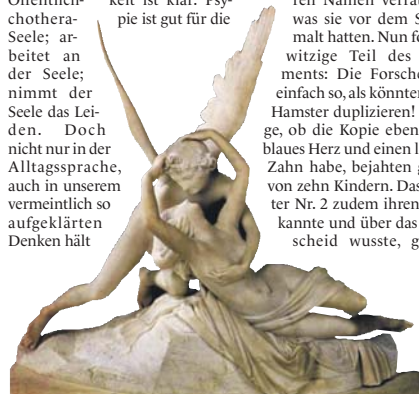 Öffentlich- keit ist klar: Psy-
chothera- pie ist gut für die
Seele; ar-
beitet an
der Seele;
nimmt der
Seele das Lei-
den. Doch
nicht nur in der
Alltagssprache,
auch in unserem
vermeintlich so
aufgeklärten
Denken hält
ren Namen verra
was sie vor dem S
malt hatten. Nun fo
witzige Teil des
ments: Die Forsche
einfach so, als könnten
Hamster duplizieren!
ge, ob die Kopie eben
blaues Herz und einen l
Zahn habe, bejahten g
von zehn Kindern. Das
ter Nr. 2 zudem ihren
kannte und über das
scheid wusste, g